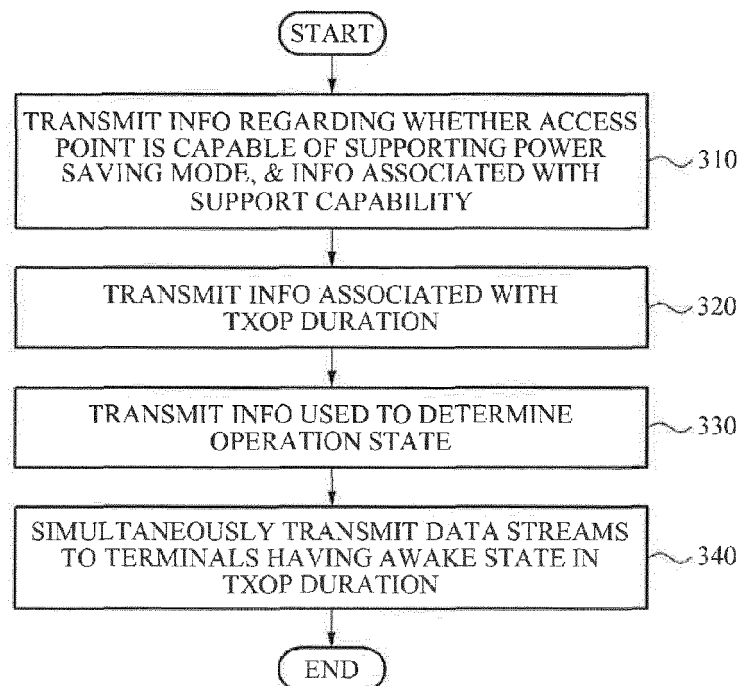 START
TRANSMIT INFO REGARDING WHETHER ACCESS
POINT IS CAPABLE OF SUPPORTING POWER
SAVING MODE, & INFO ASSOCIATED WITH
SUPPORT CAPABILITY
310
TRANSMIT INFO ASSOCIATED WITH
TXOP DURATION
320
TRANSMIT INFO USED TO DETERMINE
OPERATION STATE
330
SIMULTANEOUSLY TRANSMIT DATA STREAMS
TO TERMINALS HAVING AWAKE STATE IN
TXOP DURATION
340
END